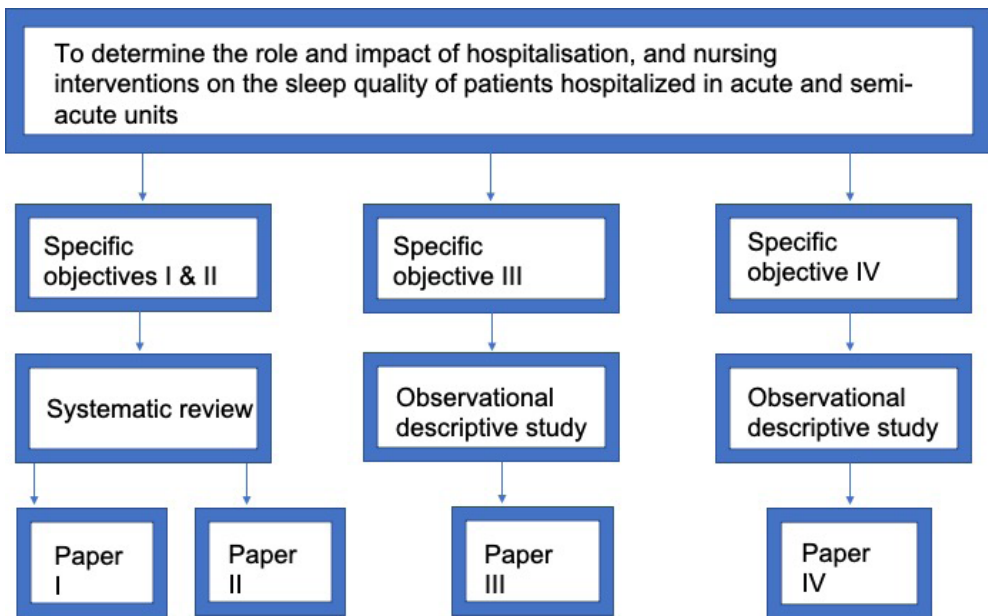 To determine the role and impact of hospitalisation, and nursing
interventions on the sleep quality of patients hospitalized in acute and semi-
acute units
Specific
objectives I & II
Specific
objective III
Specific
objective IV
Systematic review
Observational
descriptive study
Observational
descriptive study
Paper
I
Paper
II
Paper
III
Paper
IV